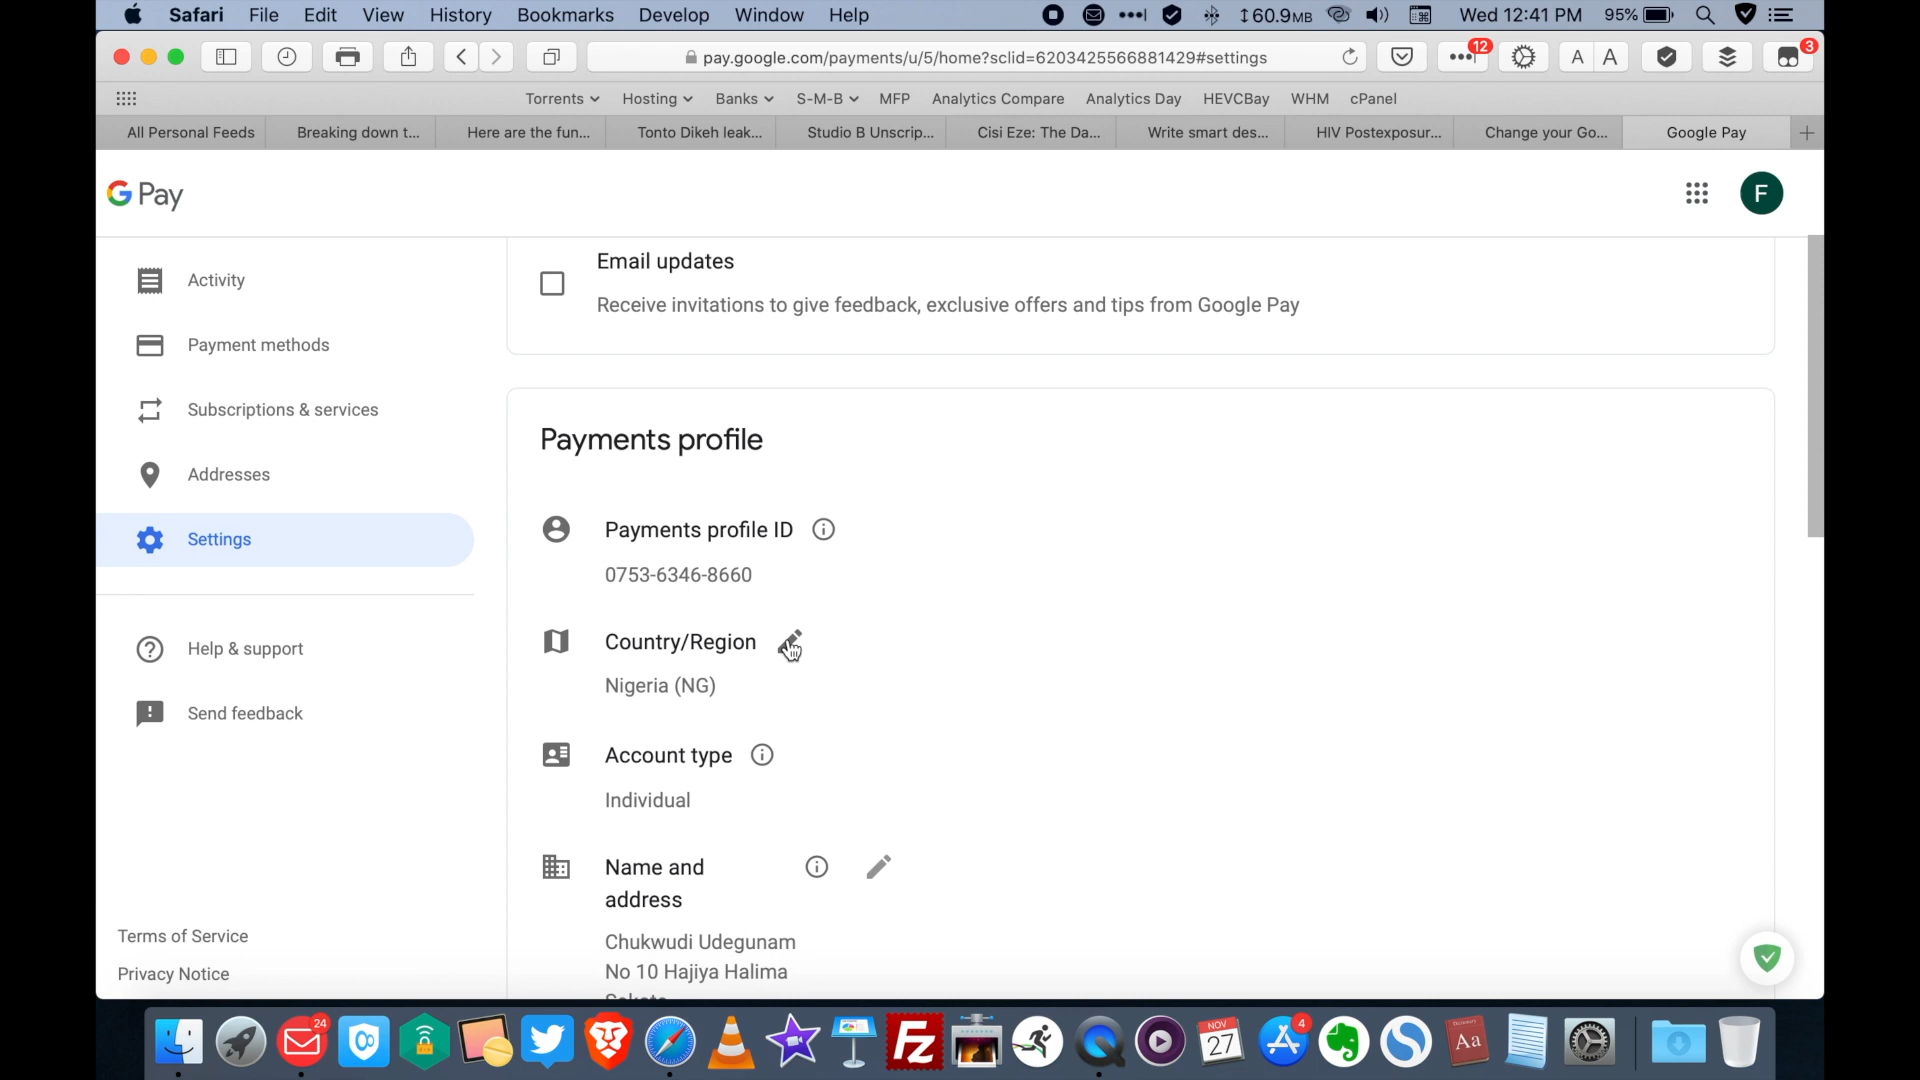 Safari File Edit View History Bookmarks Develop Window Help 60.9MB Wed 12:41 PM 95%
pay.google.com/payments/u/5/home?sclid=6203425566881429#settings 12 A A 3
Torrents Hosting Banks S-M-B MFP Analytics Compare Analytics Day HEVCBay WHM cPanel
All Personal Feeds Breaking down t... Here are the fun... Tonto Dikeh leak... Studio B Unscrip... Cisi Eze: The Da... Write smart des... HIV Postexposur... Change your Go... Google Pay
G Pay
F
Activity
Payment methods
Subscriptions & services
Addresses
Settings
Help & support
Send feedback
Terms of Service
Privacy Notice
Email updates
Receive invitations to give feedback, exclusive offers and tips from Google Pay
Payments profile
Payments profile ID
0753-6346-8660
Country/Region
Nigeria (NG)
Account type
Individual
Name and
address
Chukwudi Udegunam
No 10 Hajiya Halima
24 Fz NOV 27 4 Aa